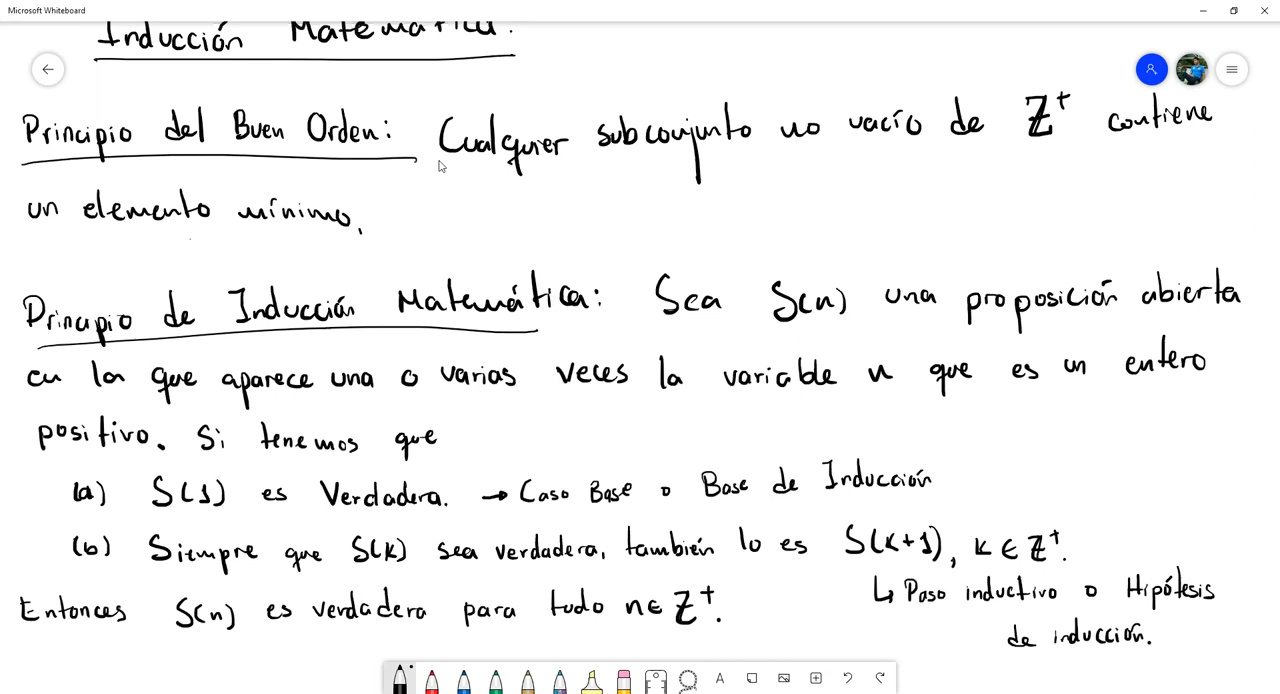 Microsoft Whiteboard
Inducción Matemática.
Principio del Buen Orden: Cualquier subconjunto no vacío de Z⁺ contiene
un elemento mínimo.
Principio de Inducción Matemática: Sea S(n) una proposición abierta
en la que aparece una o varias veces la variable n que es un entero
positivo. Si tenemos que
(a) S(1) es Verdadera. → Caso Base o Base de Inducción
(b) Siempre que S(k) sea verdadera, también lo es S(k+1), k ∈ Z⁺.
↳ Paso inductivo o Hipótesis
de inducción.
Entonces S(n) es verdadera para todo n ∈ Z⁺.